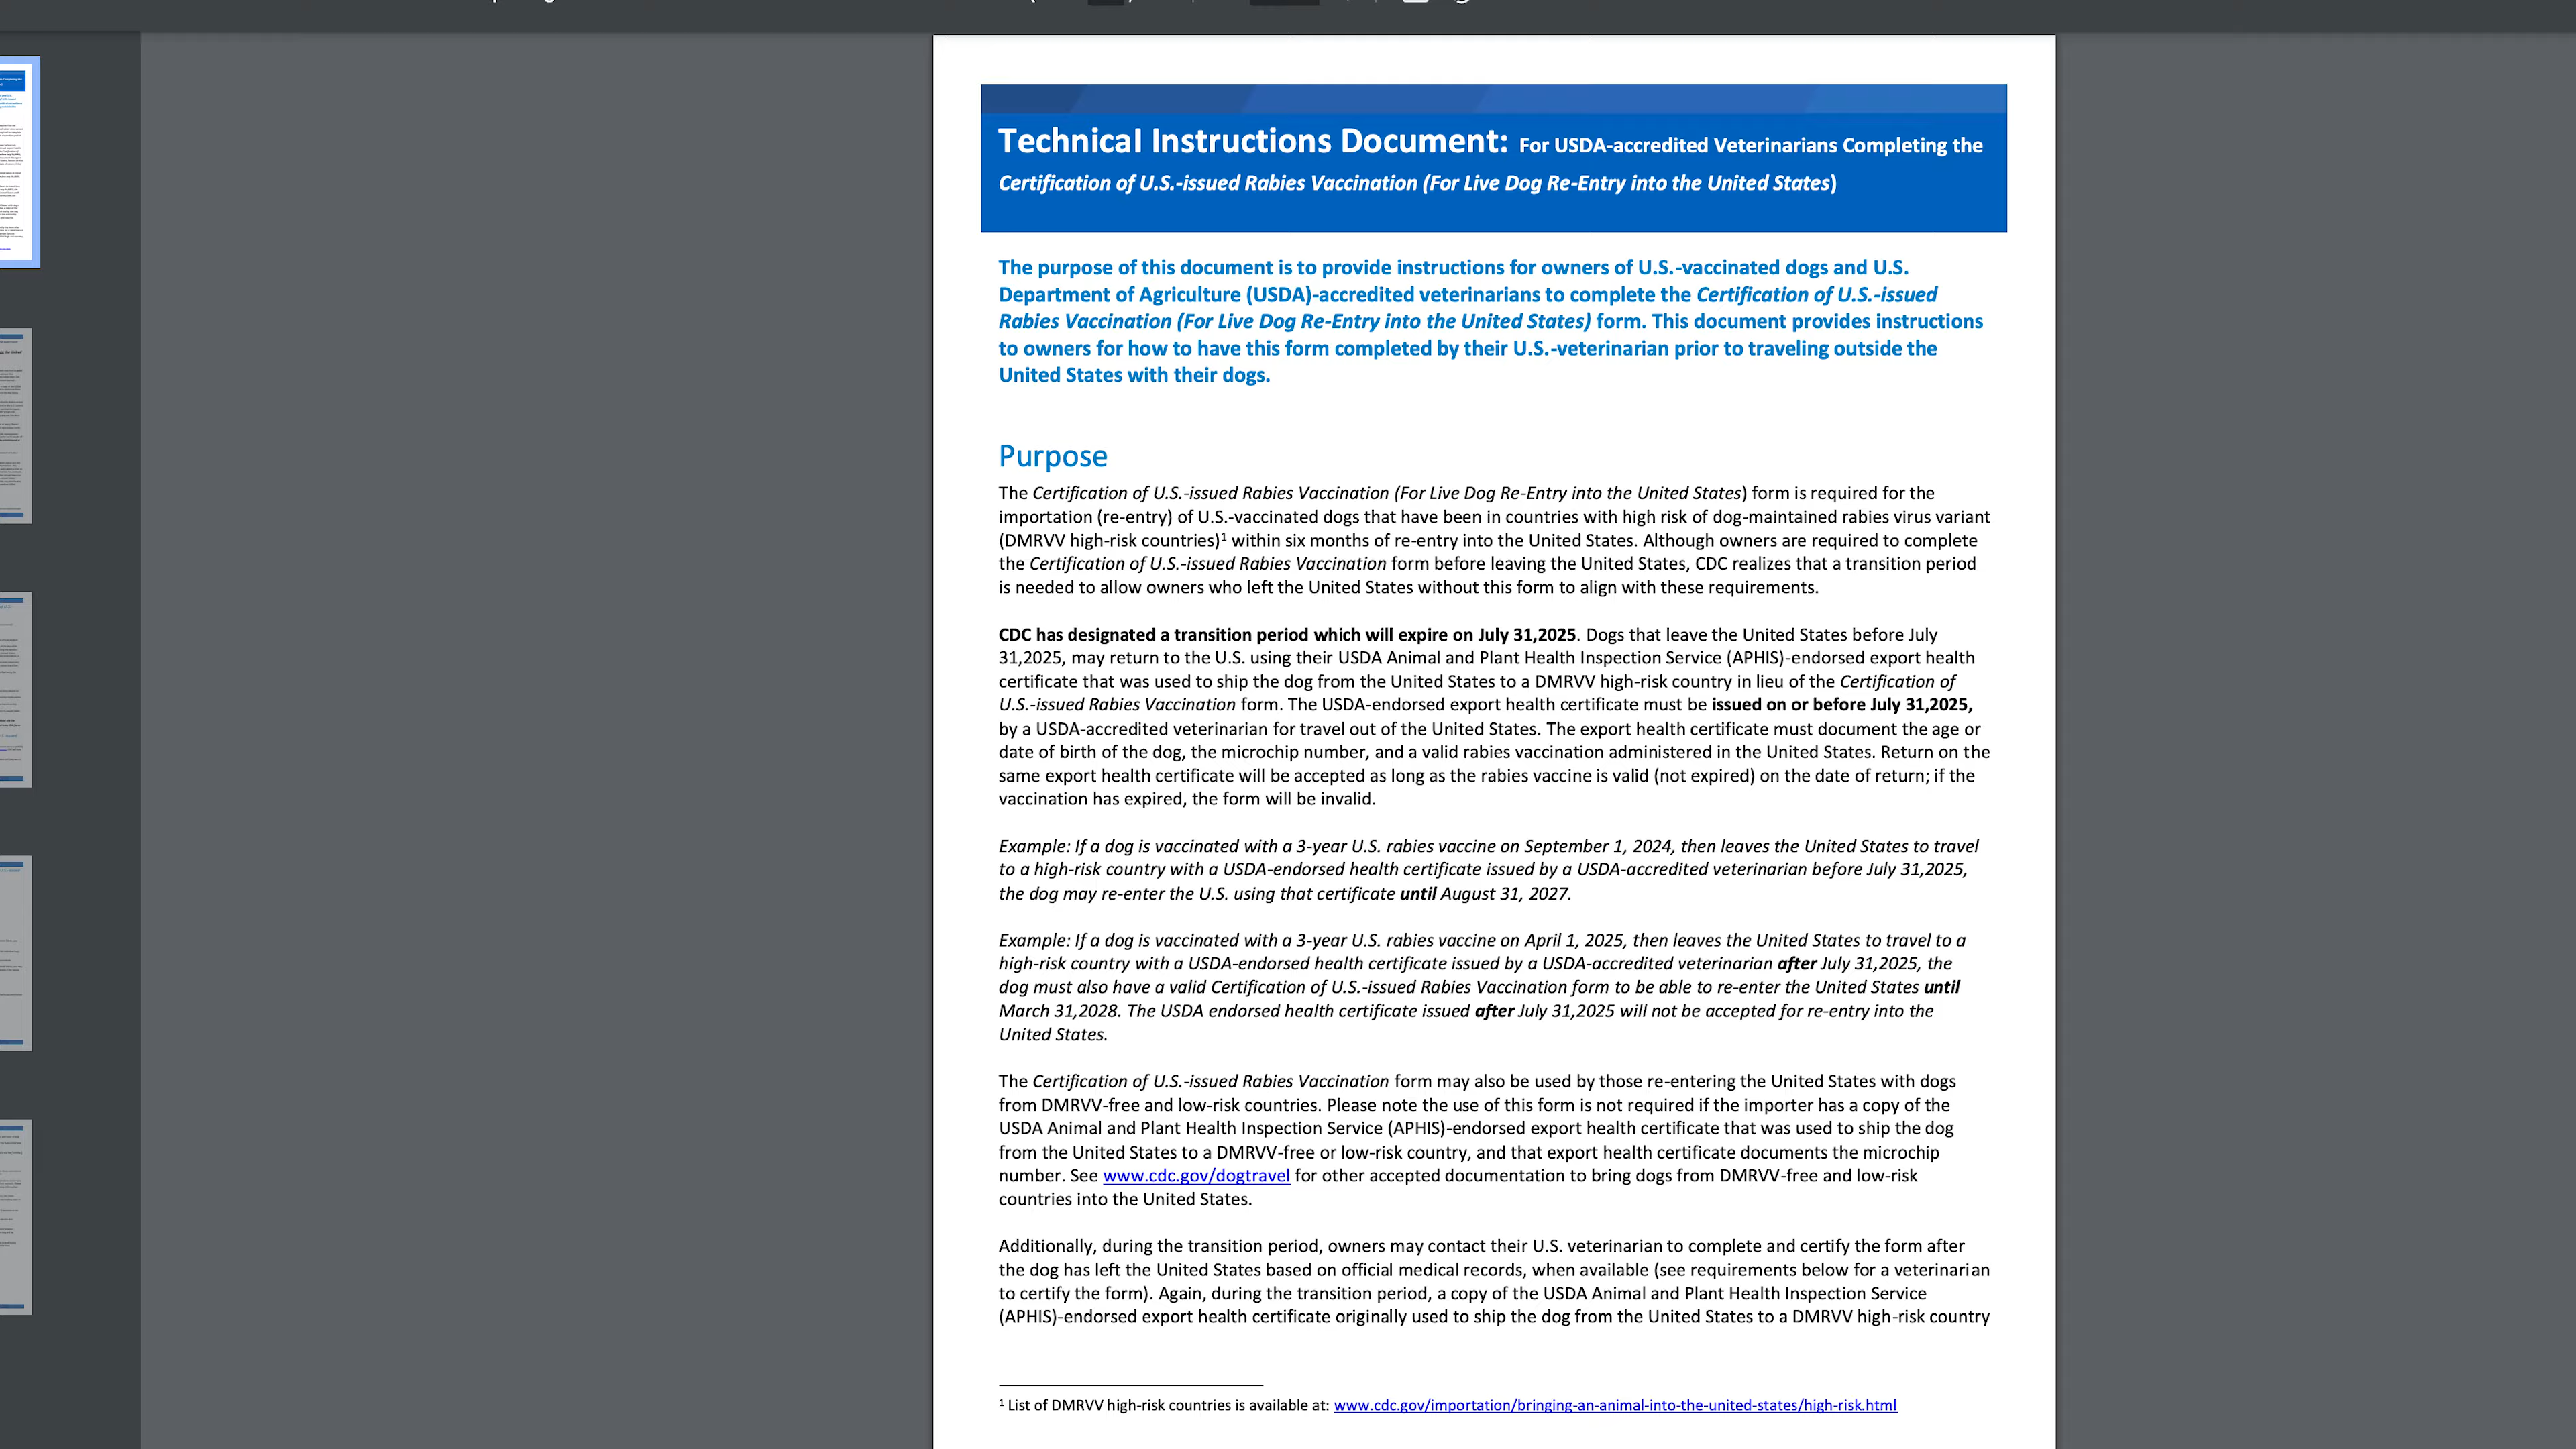 Technical Instructions Document: For USDA-accredited Veterinarians Completing the
Certification of U.S.-issued Rabies Vaccination (For Live Dog Re-Entry into the United States)
The purpose of this document is to provide instructions for owners of U.S.-vaccinated dogs and U.S.
Department of Agriculture (USDA)-accredited veterinarians to complete the Certification of U.S.-issued
Rabies Vaccination (For Live Dog Re-Entry into the United States) form. This document provides instructions
to owners for how to have this form completed by their U.S.-veterinarian prior to traveling outside the
United States with their dogs.
Purpose
The Certification of U.S.-issued Rabies Vaccination (For Live Dog Re-Entry into the United States) form is required for the
importation (re-entry) of U.S.-vaccinated dogs that have been in countries with high risk of dog-maintained rabies virus variant
(DMRVV high-risk countries)¹ within six months of re-entry into the United States. Although owners are required to complete
the Certification of U.S.-issued Rabies Vaccination form before leaving the United States, CDC realizes that a transition period
is needed to allow owners who left the United States without this form to align with these requirements.
CDC has designated a transition period which will expire on July 31,2025. Dogs that leave the United States before July
31,2025, may return to the U.S. using their USDA Animal and Plant Health Inspection Service (APHIS)-endorsed export health
certificate that was used to ship the dog from the United States to a DMRVV high-risk country in lieu of the Certification of
U.S.-issued Rabies Vaccination form. The USDA-endorsed export health certificate must be issued on or before July 31,2025,
by a USDA-accredited veterinarian for travel out of the United States. The export health certificate must document the age or
date of birth of the dog, the microchip number, and a valid rabies vaccination administered in the United States. Return on the
same export health certificate will be accepted as long as the rabies vaccine is valid (not expired) on the date of return; if the
vaccination has expired, the form will be invalid.
Example: If a dog is vaccinated with a 3-year U.S. rabies vaccine on September 1, 2024, then leaves the United States to travel
to a high-risk country with a USDA-endorsed health certificate issued by a USDA-accredited veterinarian before July 31,2025,
the dog may re-enter the U.S. using that certificate until August 31, 2027.
Example: If a dog is vaccinated with a 3-year U.S. rabies vaccine on April 1, 2025, then leaves the United States to travel to a
high-risk country with a USDA-endorsed health certificate issued by a USDA-accredited veterinarian after July 31,2025, the
dog must also have a valid Certification of U.S.-issued Rabies Vaccination form to be able to re-enter the United States until
March 31,2028. The USDA endorsed health certificate issued after July 31,2025 will not be accepted for re-entry into the
United States.
The Certification of U.S.-issued Rabies Vaccination form may also be used by those re-entering the United States with dogs
from DMRVV-free and low-risk countries. Please note the use of this form is not required if the importer has a copy of the
USDA Animal and Plant Health Inspection Service (APHIS)-endorsed export health certificate that was used to ship the dog
from the United States to a DMRVV-free or low-risk country, and that export health certificate documents the microchip
number. See www.cdc.gov/dogtravel for other accepted documentation to bring dogs from DMRVV-free and low-risk
countries into the United States.
Additionally, during the transition period, owners may contact their U.S. veterinarian to complete and certify the form after
the dog has left the United States based on official medical records, when available (see requirements below for a veterinarian
to certify the form). Again, during the transition period, a copy of the USDA Animal and Plant Health Inspection Service
(APHIS)-endorsed export health certificate originally used to ship the dog from the United States to a DMRVV high-risk country
¹ List of DMRVV high-risk countries is available at: www.cdc.gov/importation/bringing-an-animal-into-the-united-states/high-risk.html